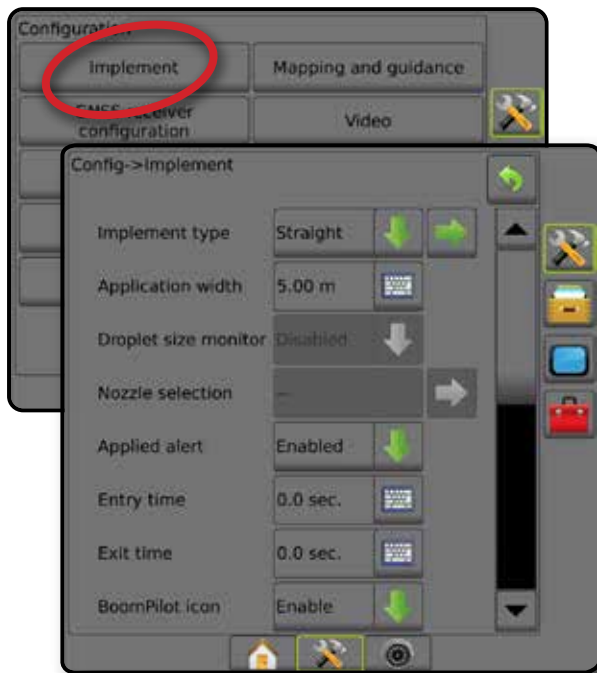 Configuration
Implement
Mapping and guidance
GNSS receiver
configuration
Video
Config->Implement
Implement type Straight
Application width 5.00 m
Droplet size monitor Disabled
Nozzle selection --
Applied alert Enabled
Entry time 0.0 sec.
Exit time 0.0 sec.
BoomPilot icon Enable